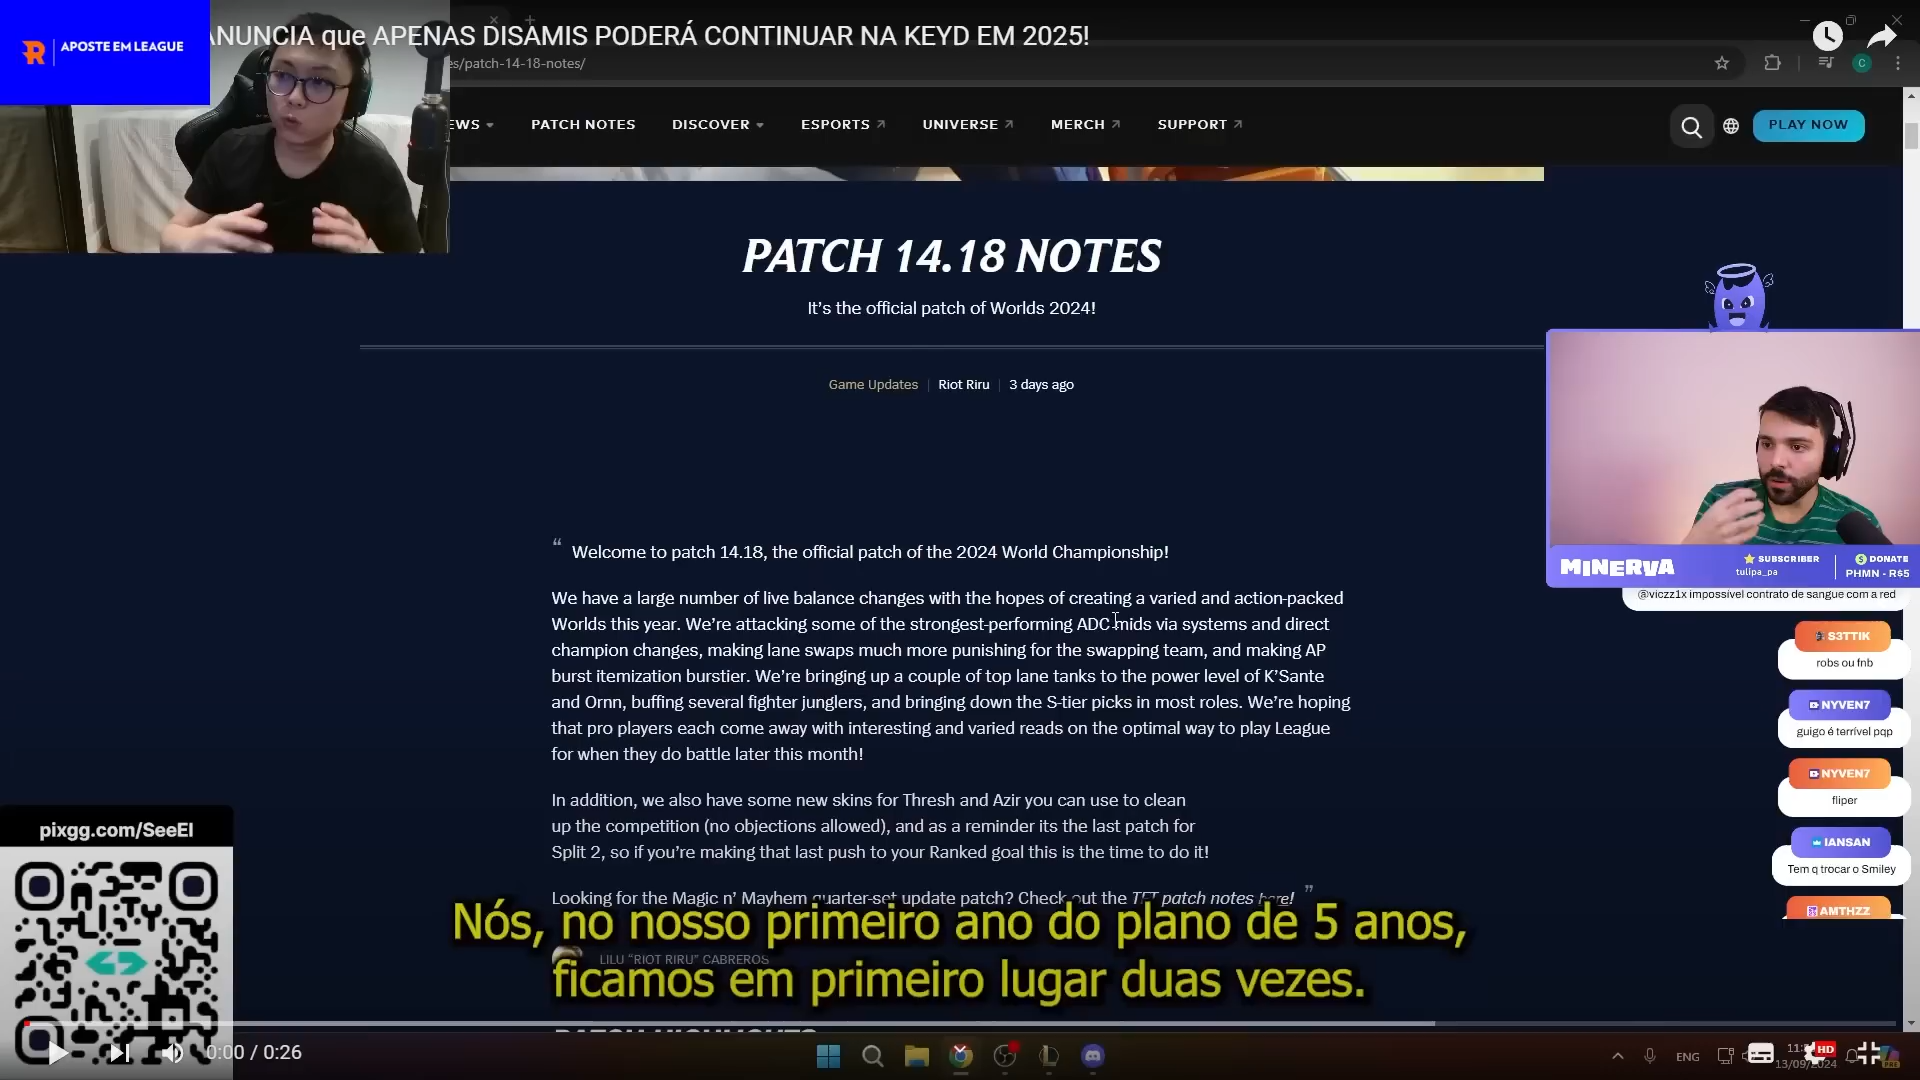 ANUNCIA que APENAS DISAMIS PODERÁ CONTINUAR NA KEYD EM 2025!
APOSTE EM LEAGUE
es/patch-14-18-notes/
C
EWS
PATCH NOTES
DISCOVER
ESPORTS
UNIVERSE
MERCH
SUPPORT
PLAY NOW
PATCH 14.18 NOTES
It's the official patch of Worlds 2024!
Game Updates | Riot Riru | 3 days ago
“ Welcome to patch 14.18, the official patch of the 2024 World Championship!
We have a large number of live balance changes with the hopes of creating a varied and action-packed
Worlds this year. We're attacking some of the strongest-performing ADC mids via systems and direct
champion changes, making lane swaps much more punishing for the swapping team, and making AP
burst itemization burstier. We're bringing up a couple of top lane tanks to the power level of K'Sante
and Ornn, buffing several fighter junglers, and bringing down the S-tier picks in most roles. We're hoping
that pro players each come away with interesting and varied reads on the optimal way to play League
for when they do battle later this month!
In addition, we also have some new skins for Thresh and Azir you can use to clean
up the competition (no objections allowed), and as a reminder its the last patch for
Split 2, so if you're making that last push to your Ranked goal this is the time to do it!
Looking for the Magic n' Mayhem quarter-set update patch? Check out the TFT patch notes here! ”
LILU “RIOT RIRU” CABREROS
PATCH HIGHLIGHTS
Nós, no nosso primeiro ano do plano de 5 anos,
ficamos em primeiro lugar duas vezes.
MINERVA
SUBSCRIBER
tulipa_pa
DONATE
PHMN - R$5
@viczz1x impossível contrato de sangue com a red
S3TTIK
robs ou fnb
NYVEN7
guigo é terrível pqp
NYVEN7
fliper
IANSAN
Tem q trocar o Smiley
AMTHZZ
pixgg.com/SeeEl
0:00 / 0:26
ENG
HD
13/09/2024